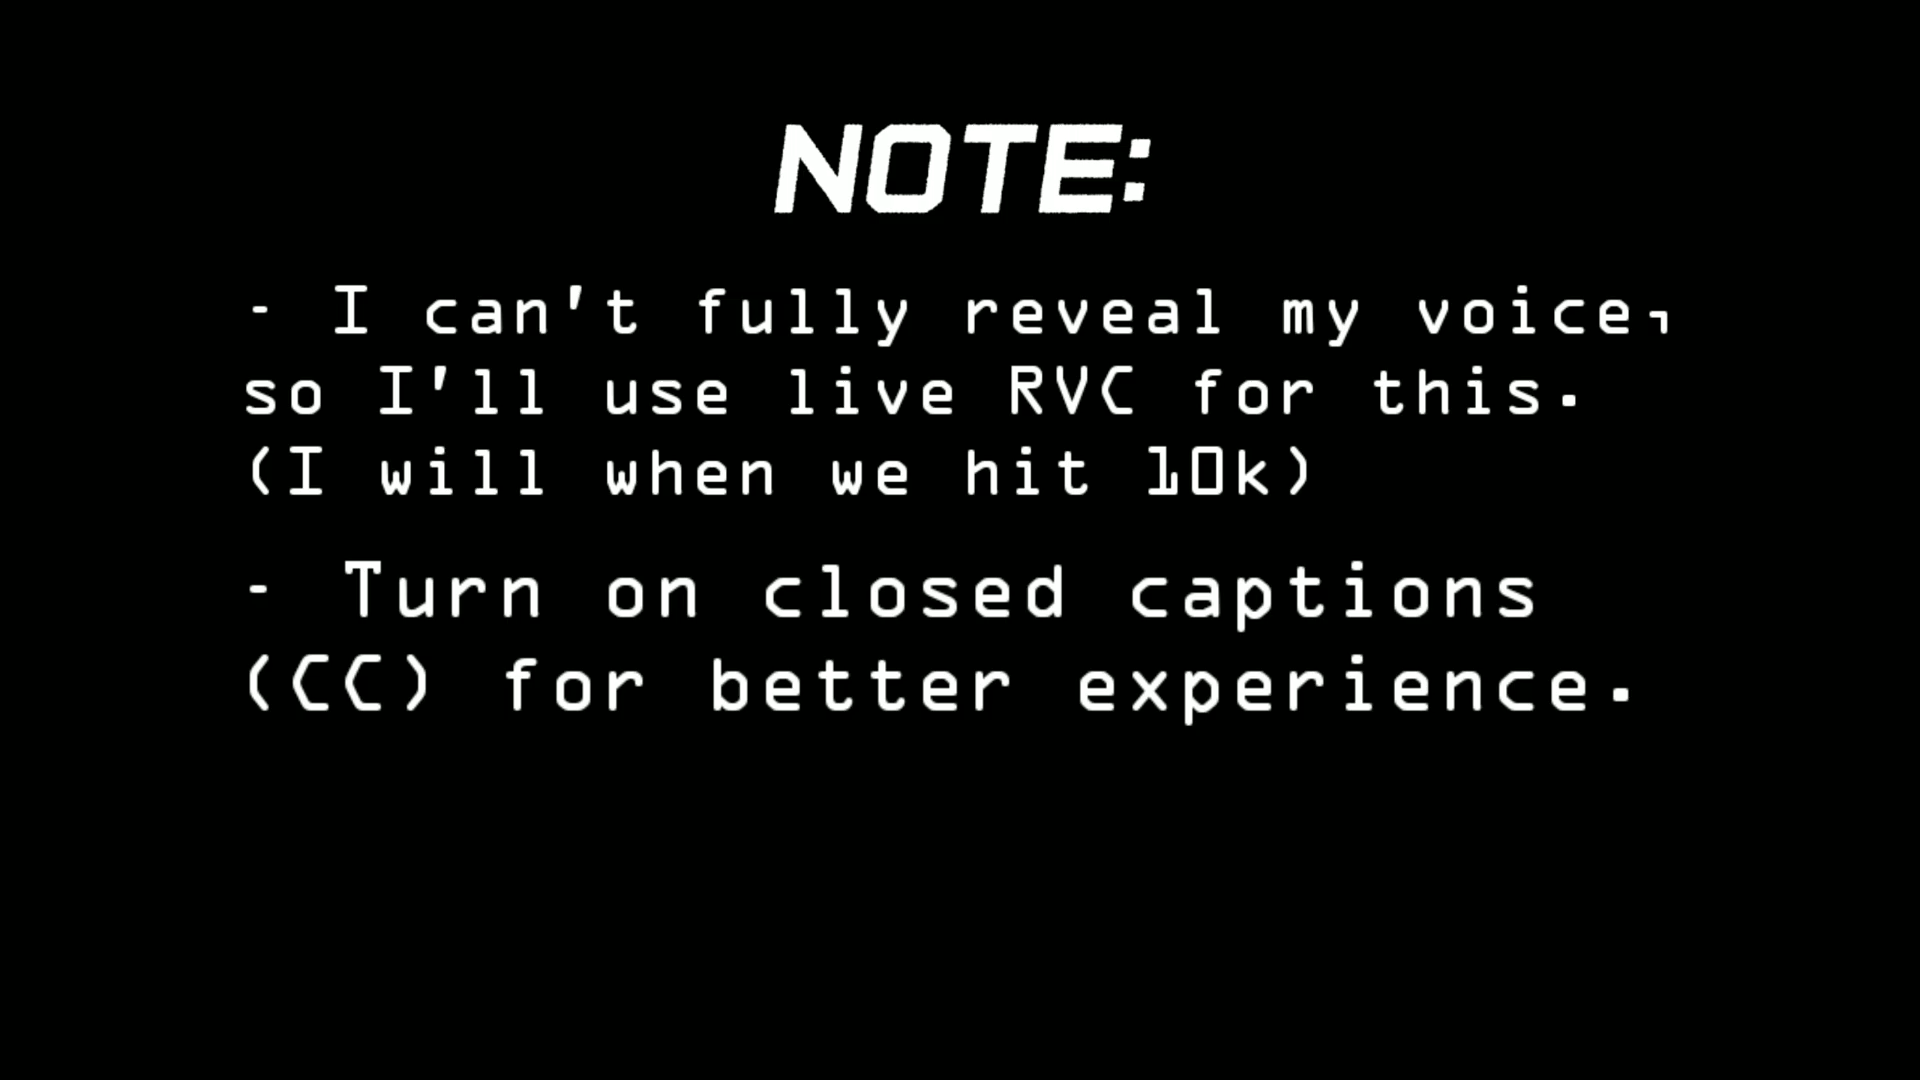 NOTE:
- I can't fully reveal my voice,
so I'll use live RVC for this.
(I will when we hit 10k)
- Turn on closed captions
(CC) for better experience.